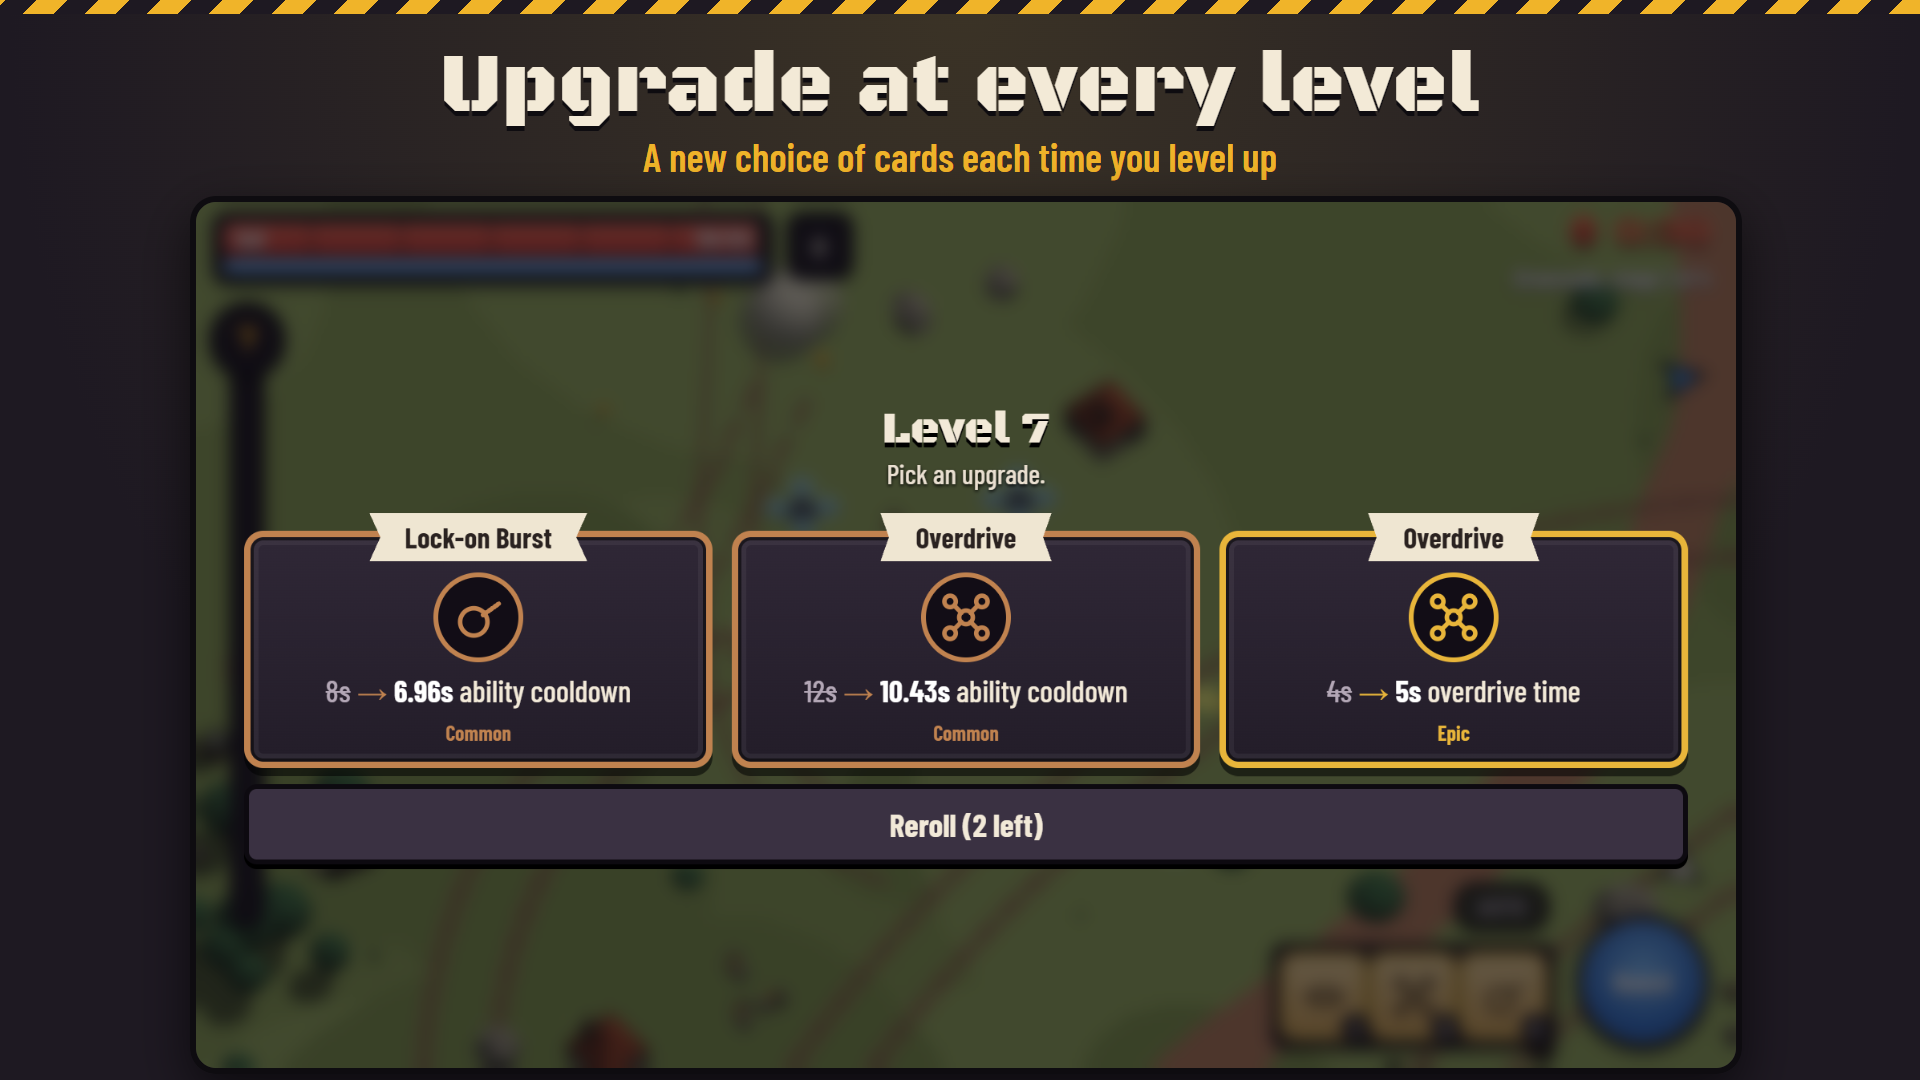 Upgrade at every level
A new choice of cards each time you level up
Level 7
Pick an upgrade.
Lock-on Burst
8s → 6.96s ability cooldown
Common
Overdrive
12s → 10.43s ability cooldown
Common
Overdrive
4s → 5s overdrive time
Epic
Reroll (2 left)